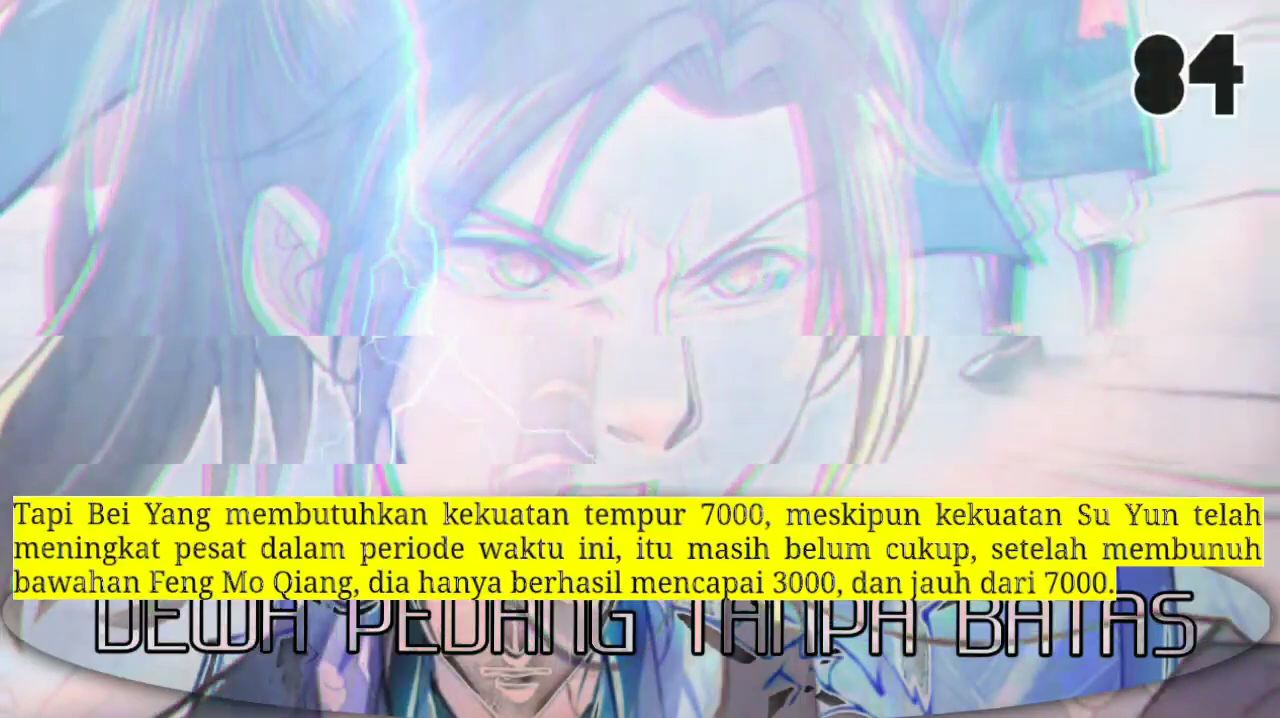 84
Tapi Bei Yang membutuhkan kekuatan tempur 7000, meskipun kekuatan Su Yun telah
meningkat pesat dalam periode waktu ini, itu masih belum cukup, setelah membunuh
bawahan Feng Mo Qiang, dia hanya berhasil mencapai 3000, dan jauh dari 7000.
DEWA PEDANG TANPA BATAS